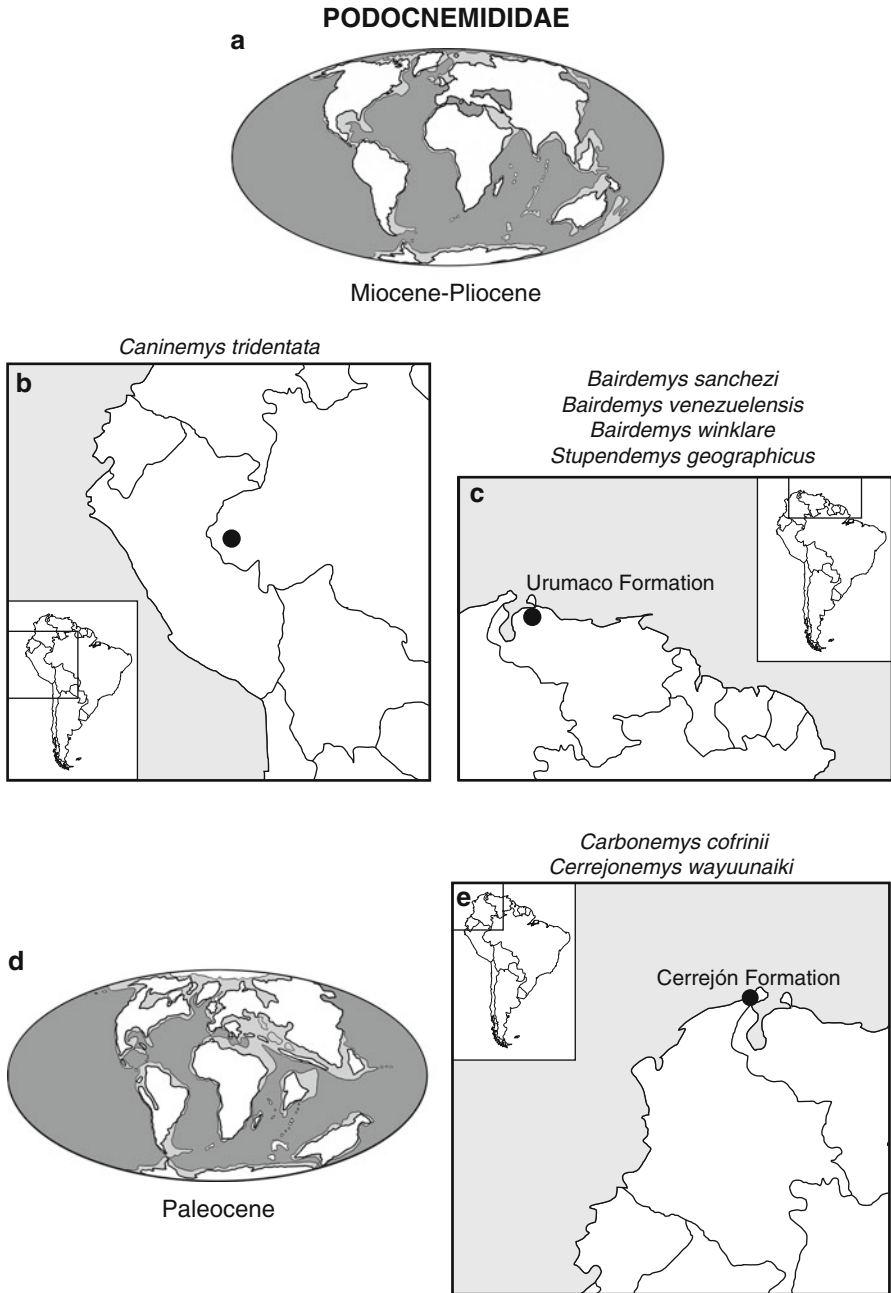 PODOCNEMIDIDAE
a
Miocene-Pliocene
Caninemys tridentata
b
Bairdemys sanchezi
Bairdemys venezuelensis
Bairdemys winklare
Stupendemys geographicus
c
Urumaco Formation
d
Paleocene
Carbonemys cofrinii
Cerrejonemys wayuunaiki
e
Cerrejón Formation